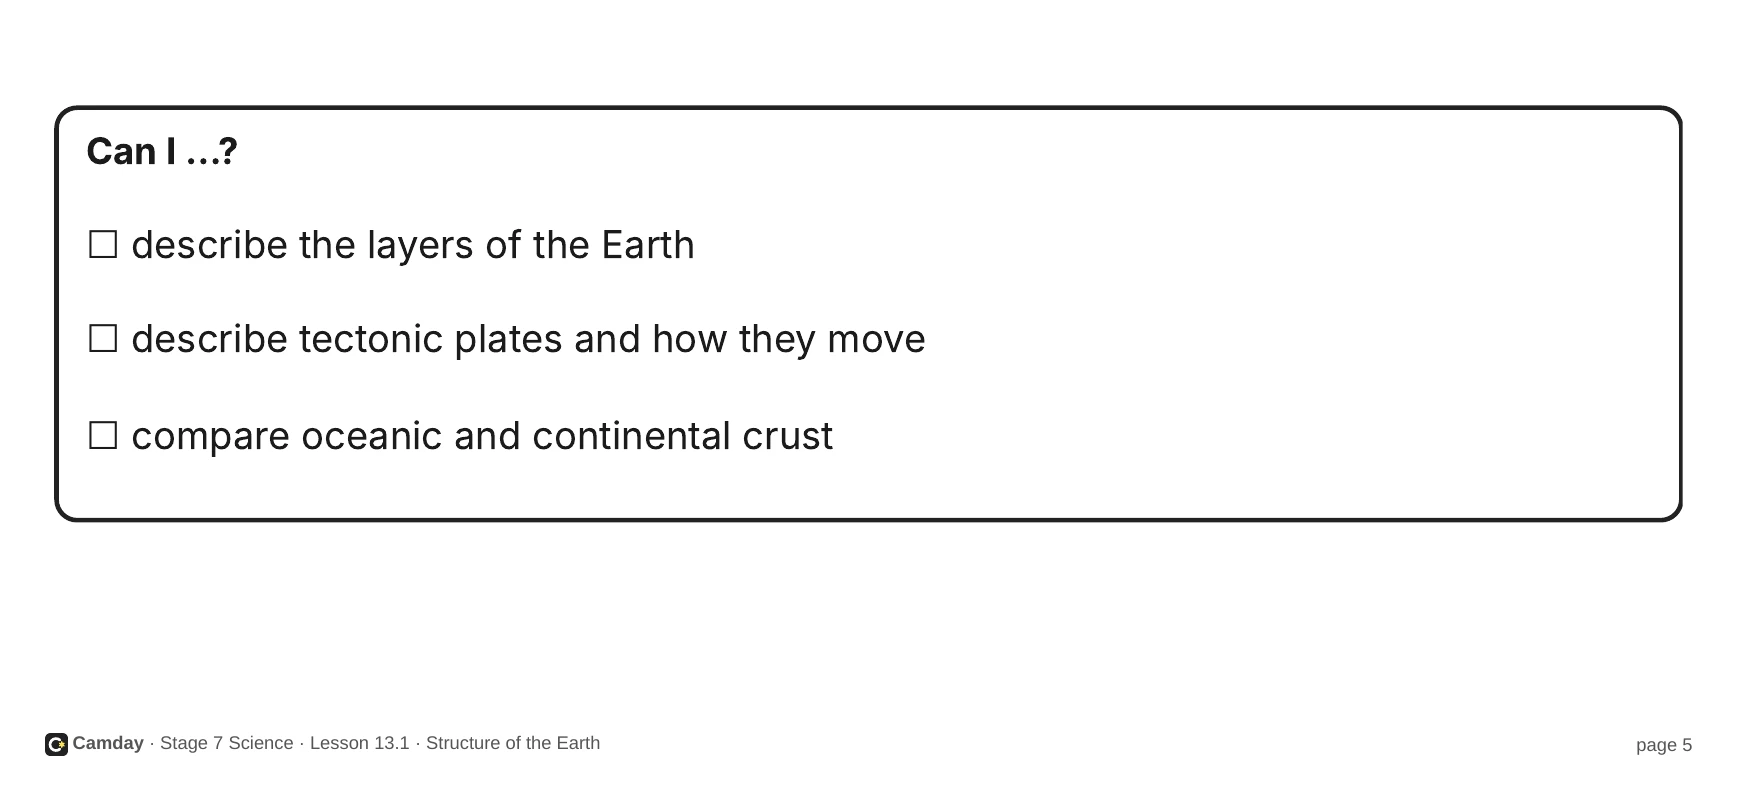 Can I …?
☐ describe the layers of the Earth
☐ describe tectonic plates and how they move
☐ compare oceanic and continental crust
Camday · Stage 7 Science · Lesson 13.1 · Structure of the Earth
page 5